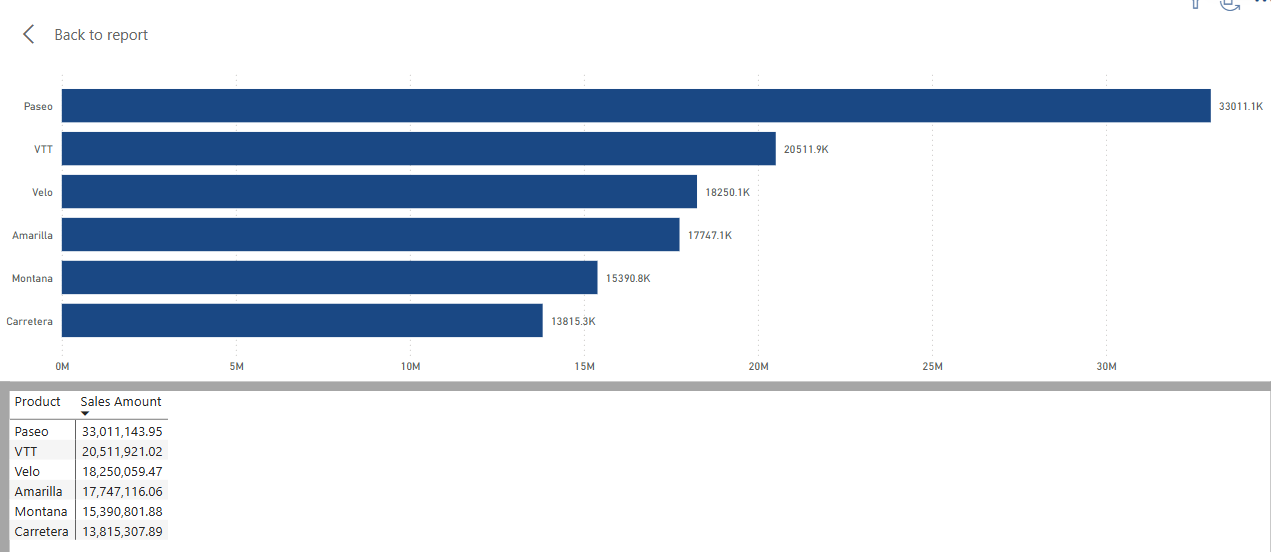 Back to report
Paseo 33011.1K
VTT 20511.9K
Velo 18250.1K
Amarilla 17747.1K
Montana 15390.8K
Carretera 13815.3K
0M 5M 10M 15M 20M 25M 30M
Product Sales Amount
Paseo 33,011,143.95
VTT 20,511,921.02
Velo 18,250,059.47
Amarilla 17,747,116.06
Montana 15,390,801.88
Carretera 13,815,307.89